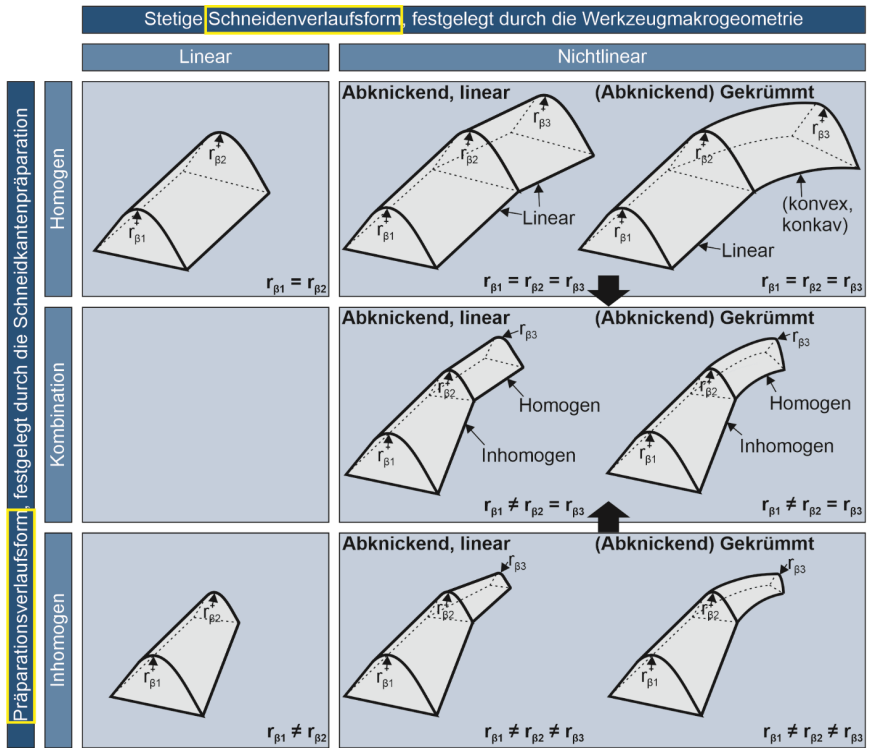 Stetige Schneidenverlaufsform, festgelegt durch die Werkzeugmakrogeometrie
Linear
Nichtlinear
Präparationsverlaufsform, festgelegt durch die Schneidkantenpräparation
Homogen
rβ2
rβ1
rβ1 = rβ2
Abknickend, linear
rβ3
rβ2
rβ1
Linear
rβ1 = rβ2 = rβ3
(Abknickend) Gekrümmt
rβ3
rβ2
rβ1
(konvex,
konkav)
Linear
rβ1 = rβ2 = rβ3
Kombination
Abknickend, linear
rβ3
rβ2
Homogen
rβ1
Inhomogen
rβ1 ≠ rβ2 = rβ3
(Abknickend) Gekrümmt
rβ3
rβ2
Homogen
rβ1
Inhomogen
rβ1 ≠ rβ2 = rβ3
Inhomogen
rβ2
rβ1
rβ1 ≠ rβ2
Abknickend, linear
rβ3
rβ2
rβ1
rβ1 ≠ rβ2 ≠ rβ3
(Abknickend) Gekrümmt
rβ3
rβ2
rβ1
rβ1 ≠ rβ2 ≠ rβ3